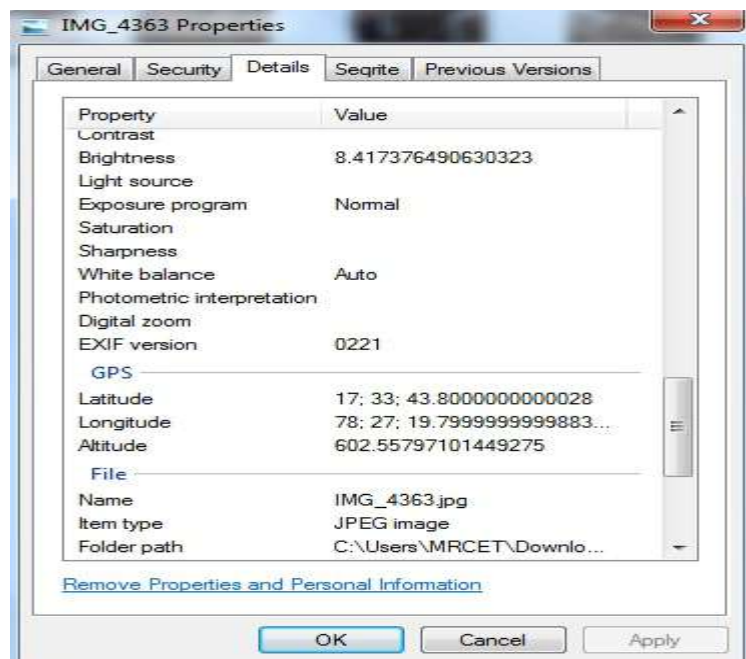 IMG_4363 Properties
General Security Details Seqrite Previous Versions
Property Value
Contrast
Brightness 8.417376490630323
Light source
Exposure program Normal
Saturation
Sharpness
White balance Auto
Photometric interpretation
Digital zoom
EXIF version 0221
GPS
Latitude 17; 33; 43.8000000000028
Longitude 78; 27; 19.7999999999883...
Altitude 602.55797101449275
File
Name IMG_4363.jpg
Item type JPEG image
Folder path C:\Users\MRCET\Downlo...
Remove Properties and Personal Information
OK Cancel Apply